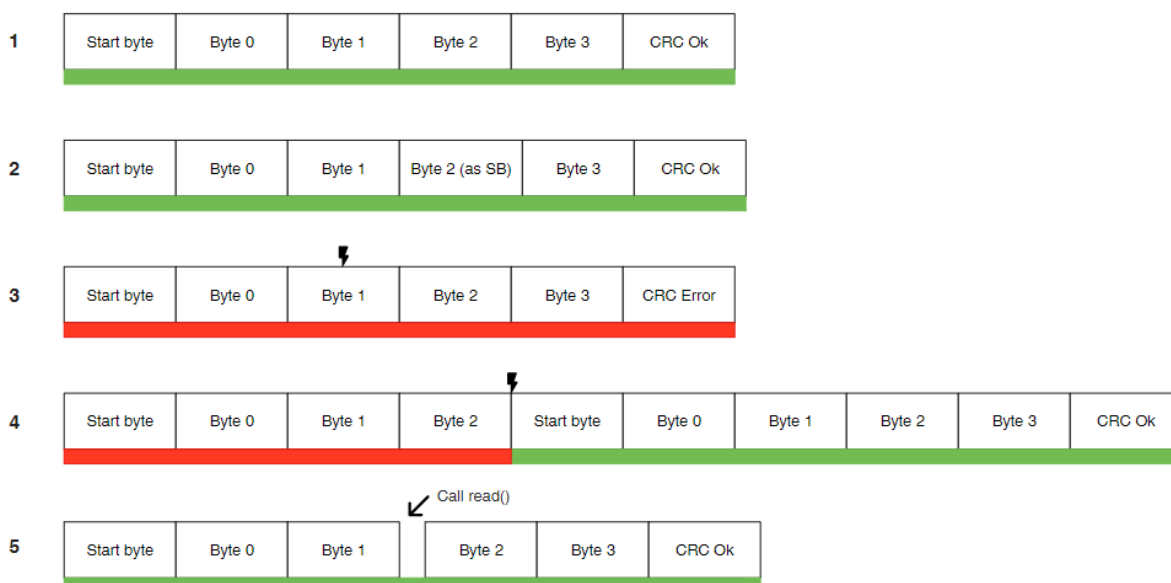 1 Start byte Byte 0 Byte 1 Byte 2 Byte 3 CRC Ok
2 Start byte Byte 0 Byte 1 Byte 2 (as SB) Byte 3 CRC Ok
3 Start byte Byte 0 Byte 1 Byte 2 Byte 3 CRC Error
4 Start byte Byte 0 Byte 1 Byte 2 Start byte Byte 0 Byte 1 Byte 2 Byte 3 CRC Ok
Call read()
5 Start byte Byte 0 Byte 1 Byte 2 Byte 3 CRC Ok